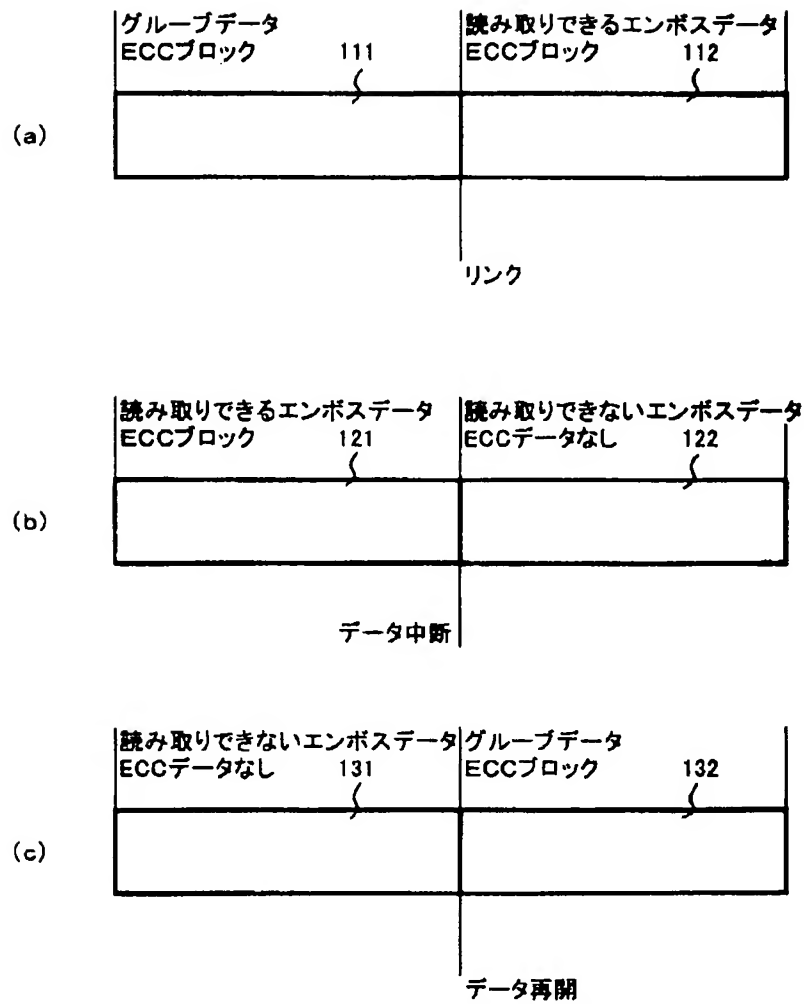 グルーブデータ
ECCブロック 111
読み取りできるエンボスデータ
ECCブロック 112
(a)
リンク
読み取りできるエンボスデータ
ECCブロック 121
読み取りできないエンボスデータ
ECCデータなし 122
(b)
データ中断
読み取りできないエンボスデータ
ECCデータなし 131
グルーブデータ
ECCブロック 132
(c)
データ再開